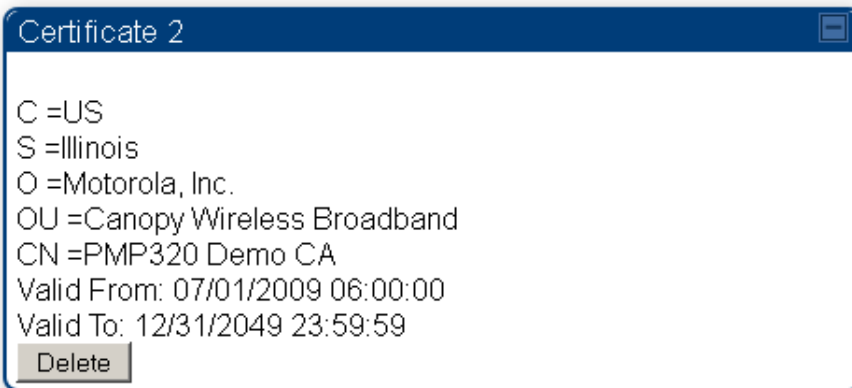 Certificate 2
C =US
S =Illinois
O =Motorola, Inc.
OU =Canopy Wireless Broadband
CN =PMP320 Demo CA
Valid From: 07/01/2009 06:00:00
Valid To: 12/31/2049 23:59:59
Delete